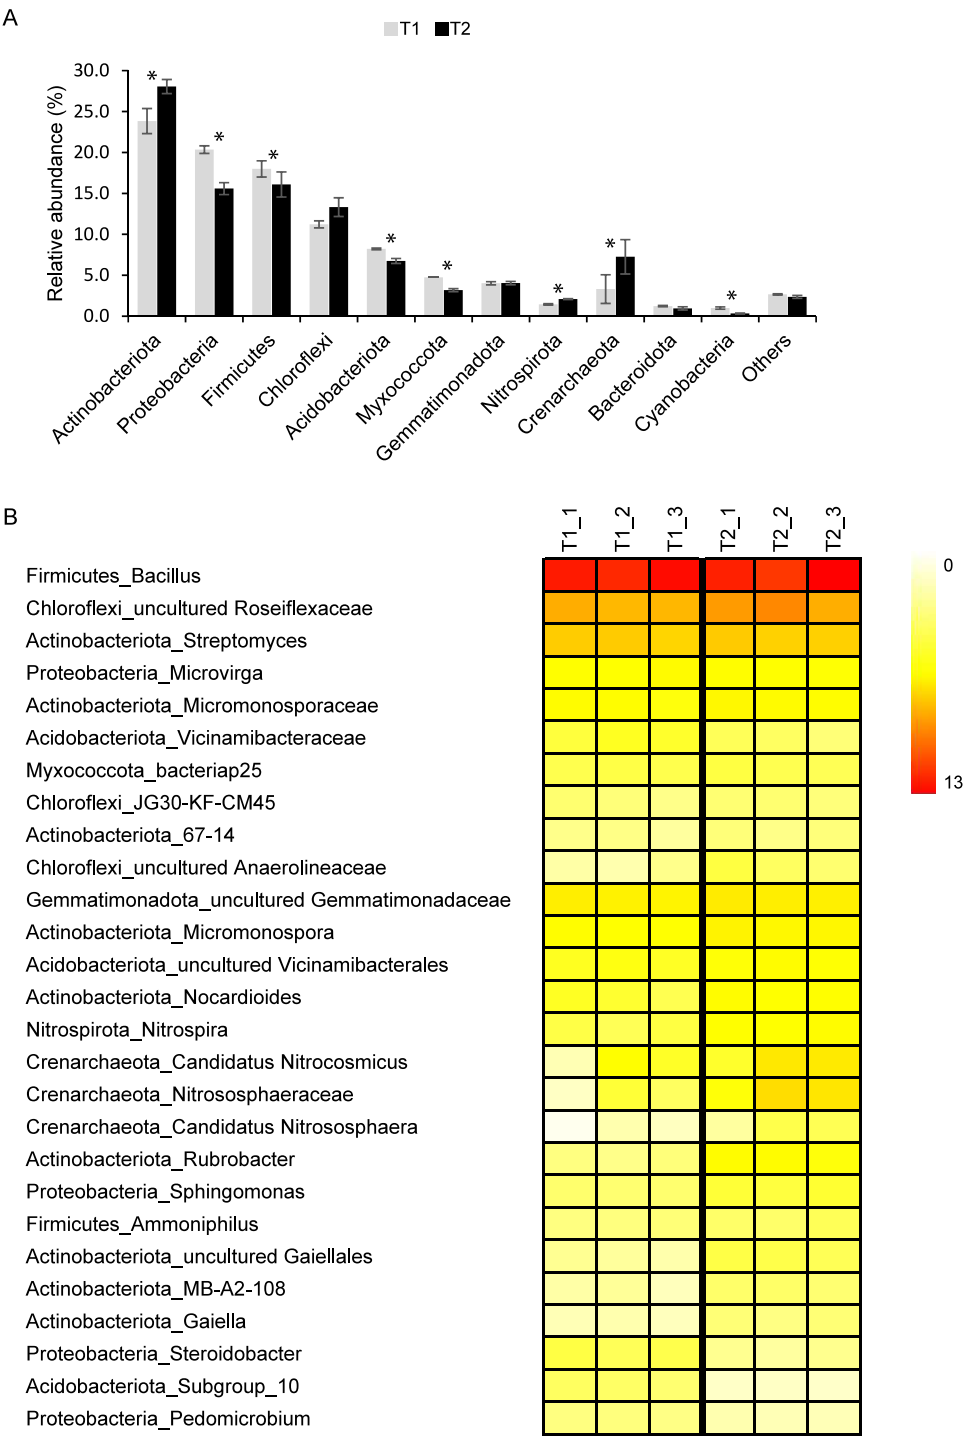 A
T1 T2
Relative abundance (%)
30.0
25.0
20.0
15.0
10.0
5.0
0.0
* * * * * * * *
Actinobacteriota
Proteobacteria
Firmicutes
Chloroflexi
Acidobacteriota
Myxococcota
Gemmatimonadota
Nitrospirota
Crenarchaeota
Bacteroidota
Cyanobacteria
Others
B
T1_1 T1_2 T1_3 T2_1 T2_2 T2_3
Firmicutes_Bacillus
Chloroflexi_uncultured Roseiflexaceae
Actinobacteriota_Streptomyces
Proteobacteria_Microvirga
Actinobacteriota_Micromonosporaceae
Acidobacteriota_Vicinamibacteraceae
Myxococcota_bacteriap25
Chloroflexi_JG30-KF-CM45
Actinobacteriota_67-14
Chloroflexi_uncultured Anaerolineaceae
Gemmatimonadota_uncultured Gemmatimonadaceae
Actinobacteriota_Micromonospora
Acidobacteriota_uncultured Vicinamibacterales
Actinobacteriota_Nocardioides
Nitrospirota_Nitrospira
Crenarchaeota_Candidatus Nitrocosmicus
Crenarchaeota_Nitrososphaeraceae
Crenarchaeota_Candidatus Nitrososphaera
Actinobacteriota_Rubrobacter
Proteobacteria_Sphingomonas
Firmicutes_Ammoniphilus
Actinobacteriota_uncultured Gaiellales
Actinobacteriota_MB-A2-108
Actinobacteriota_Gaiella
Proteobacteria_Steroidobacter
Acidobacteriota_Subgroup_10
Proteobacteria_Pedomicrobium
0
13